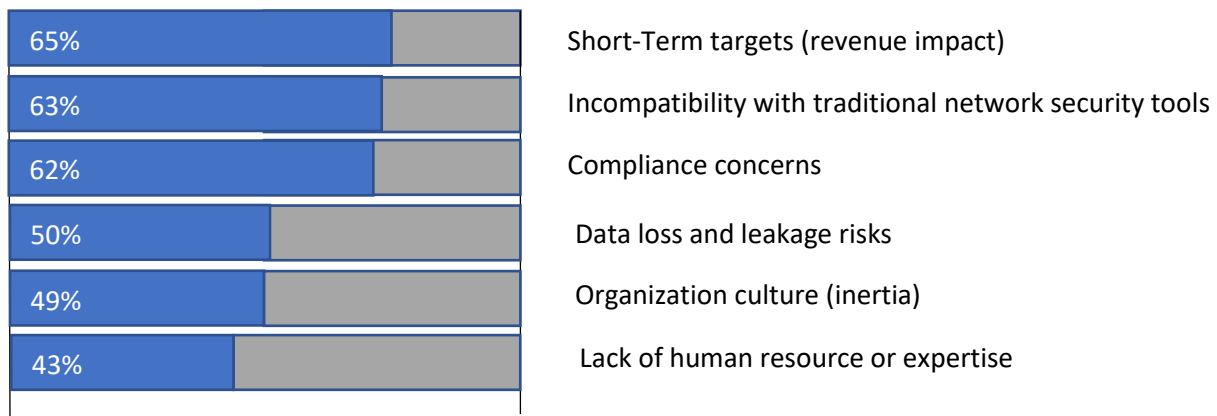 65% Short-Term targets (revenue impact)
63% Incompatibility with traditional network security tools
62% Compliance concerns
50% Data loss and leakage risks
49% Organization culture (inertia)
43% Lack of human resource or expertise